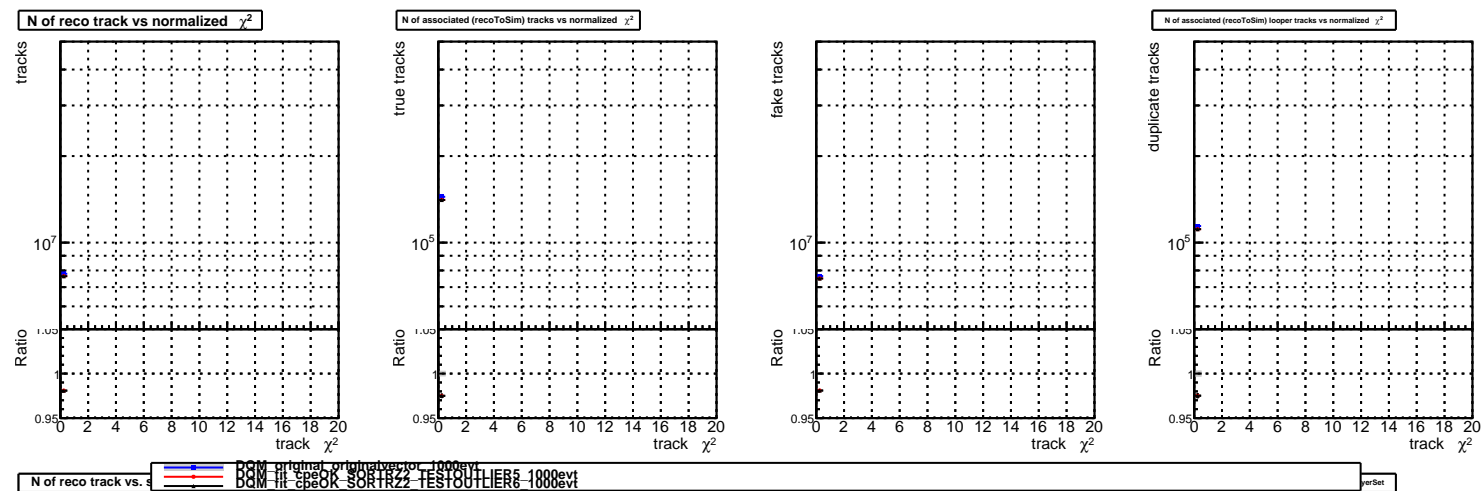 N of reco track vs normalized χ²
N of associated (recoToSim) tracks vs normalized χ²
N of associated (recoToSim) looper tracks vs normalized χ²
tracks
10⁷
Ratio
1.05
1
0.95
0 2 4 6 8 10 12 14 16 18 20
track χ²
true tracks
10⁵
Ratio
1.05
1
0.95
0 2 4 6 8 10 12 14 16 18 20
track χ²
fake tracks
10⁷
Ratio
1.05
1
0.95
0 2 4 6 8 10 12 14 16 18 20
track χ²
duplicate tracks
10⁵
Ratio
1.05
1
0.95
0 2 4 6 8 10 12 14 16 18 20
track χ²
N of reco track vs. s
DQM_original_originalvector_1000evt
DQM_fit_cpeOK_SORTRZ2_TESTOUTLIER5_1000evt
DQM_fit_cpeOK_SORTRZ2_TESTOUTLIER6_1000evt
yerSet